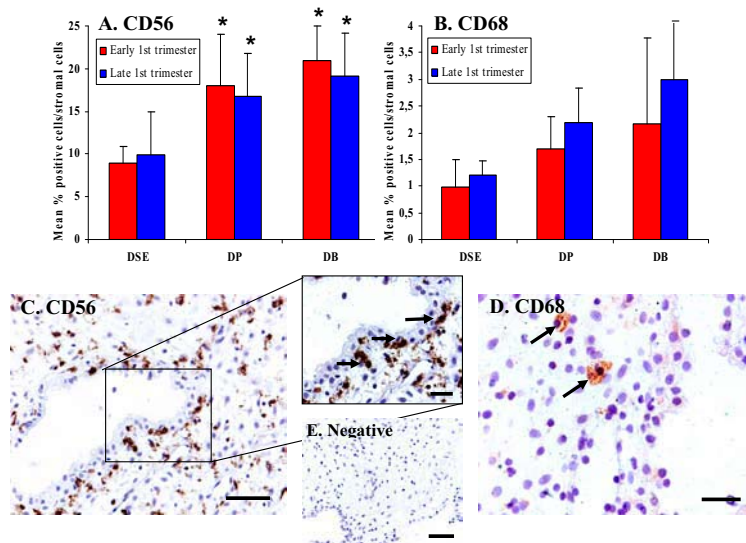 A. CD56
Mean % positive cells/stromal cells
25
20
15
10
5
0
Early 1st trimester
Late 1st trimester
* * * *
DSE DP DB
B. CD68
Mean % positive cells/stromal cells
4
3,5
3
2,5
2
1,5
1
0,5
0
Early 1st trimester
Late 1st trimester
DSE DP DB
C. CD56
D. CD68
E. Negative